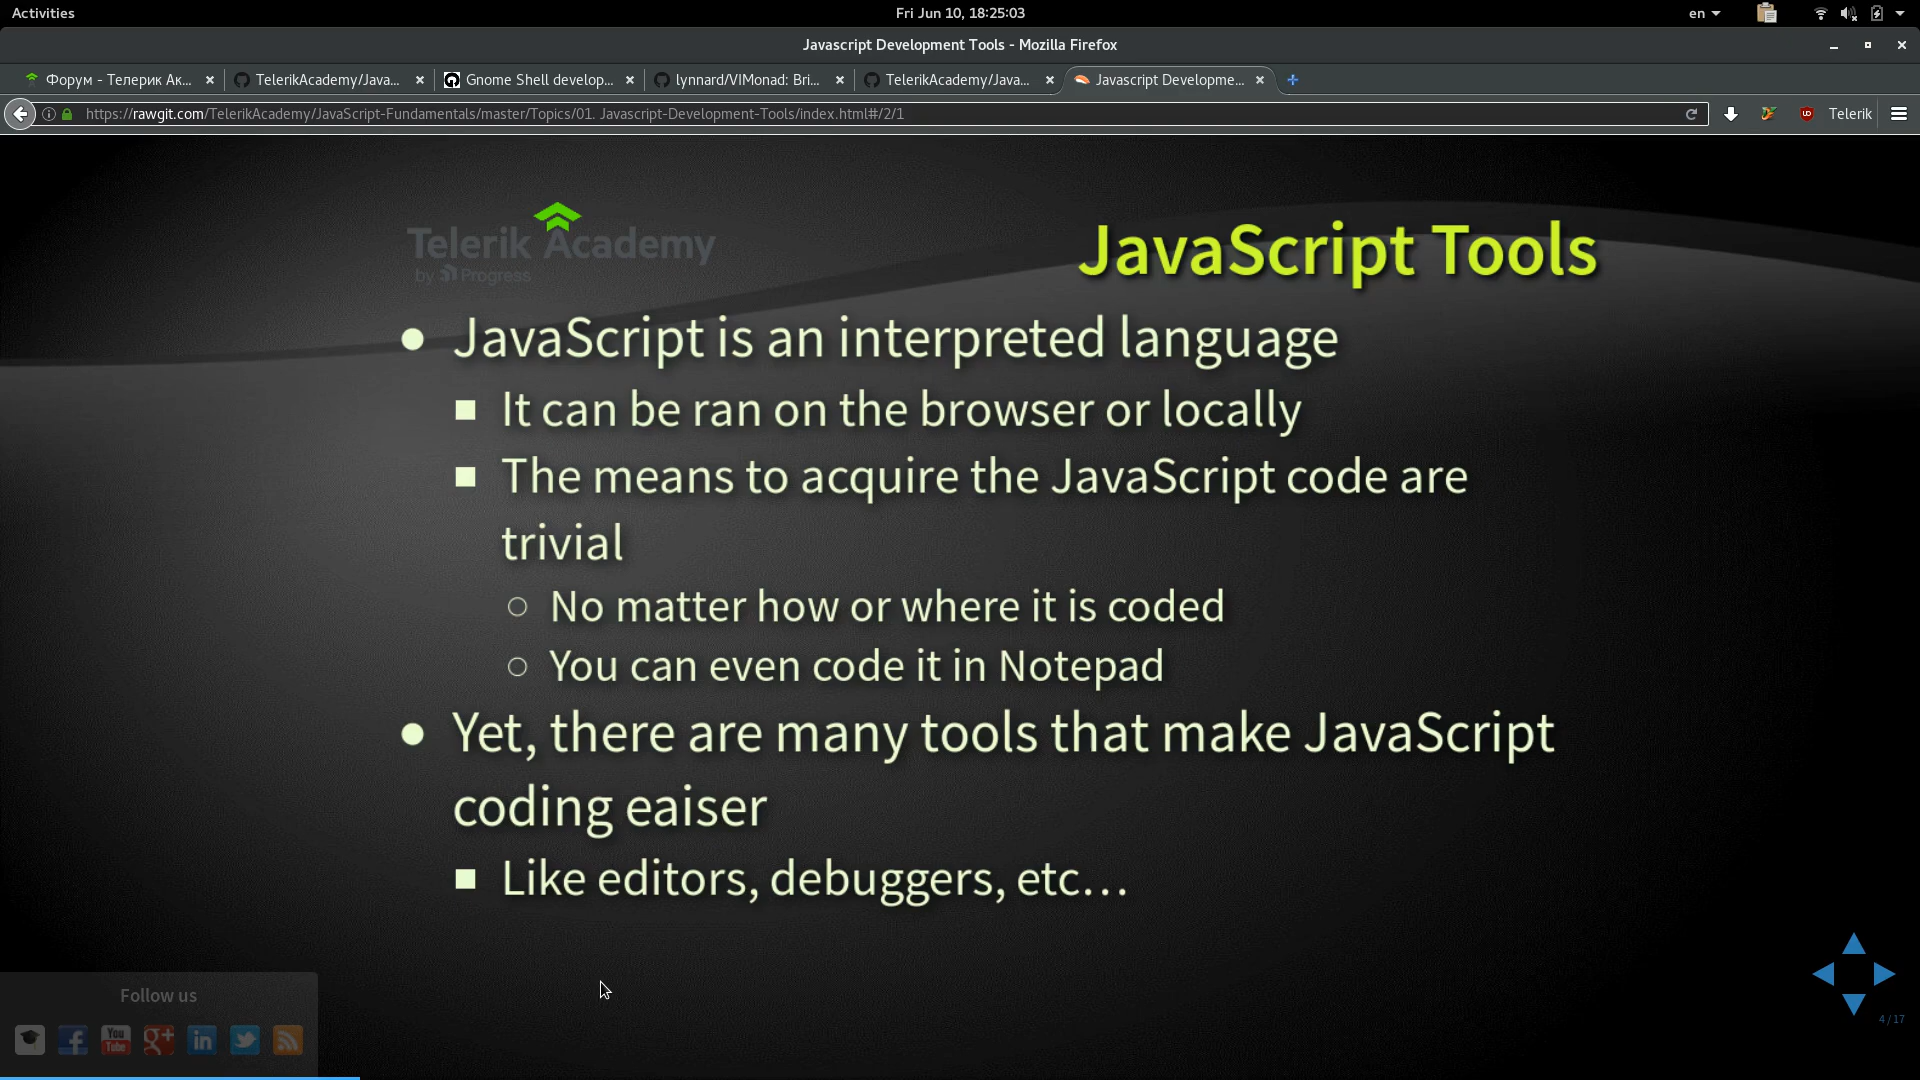 Activities
Fri Jun 10, 18:25:03
en
Javascript Development Tools - Mozilla Firefox
Форум - Телерик Ак...
TelerikAcademy/Java...
Gnome Shell develop...
lynnard/VIMonad: Bri...
TelerikAcademy/Java...
Javascript Developme...
https://rawgit.com/TelerikAcademy/JavaScript-Fundamentals/master/Topics/01. Javascript-Development-Tools/index.html#/2/1
Telerik
Telerik Academy
by Progress
JavaScript Tools
JavaScript is an interpreted language
It can be ran on the browser or locally
The means to acquire the JavaScript code are
trivial
No matter how or where it is coded
You can even code it in Notepad
Yet, there are many tools that make JavaScript
coding eaiser
Like editors, debuggers, etc…
Follow us
You
Tube
g+
in
4 / 17